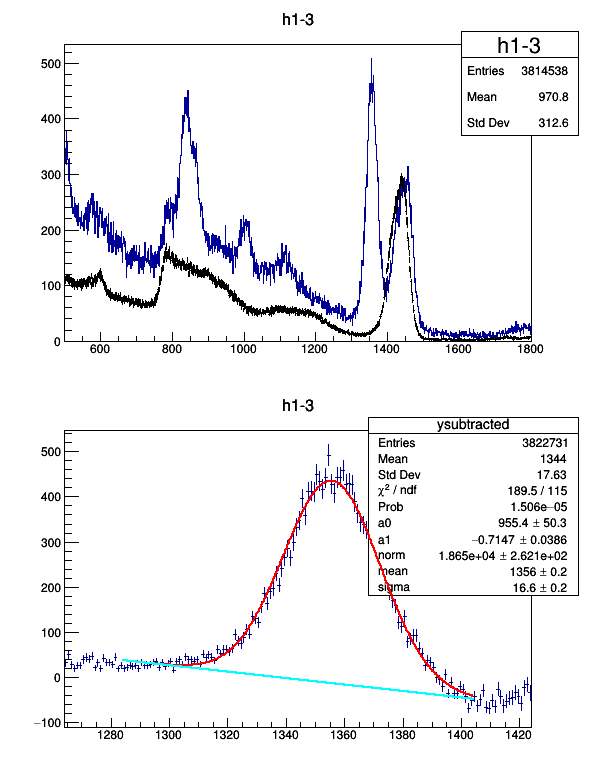 h1-3
h1-3
Entries 3814538
Mean 970.8
Std Dev 312.6
500
400
300
200
100
0
600 800 1000 1200 1400 1600 1800
h1-3
ysubtracted
Entries 3822731
Mean 1344
Std Dev 17.63
χ² / ndf 189.5 / 115
Prob 1.506e−05
a0 955.4 ± 50.3
a1 −0.7147 ± 0.0386
norm 1.865e+04 ± 2.621e+02
mean 1356 ± 0.2
sigma 16.6 ± 0.2
500
400
300
200
100
0
−100
1280 1300 1320 1340 1360 1380 1400 1420